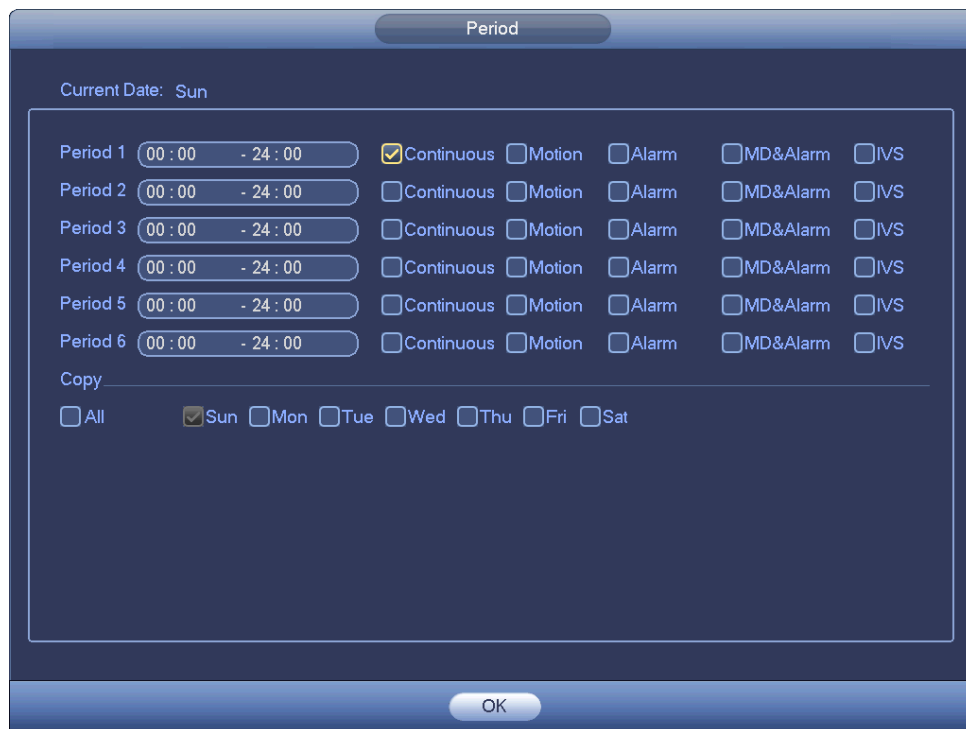 Period
Current Date: Sun
Period 1 00 : 00 - 24 : 00 Continuous Motion Alarm MD&Alarm IVS
Period 2 00 : 00 - 24 : 00 Continuous Motion Alarm MD&Alarm IVS
Period 3 00 : 00 - 24 : 00 Continuous Motion Alarm MD&Alarm IVS
Period 4 00 : 00 - 24 : 00 Continuous Motion Alarm MD&Alarm IVS
Period 5 00 : 00 - 24 : 00 Continuous Motion Alarm MD&Alarm IVS
Period 6 00 : 00 - 24 : 00 Continuous Motion Alarm MD&Alarm IVS
Copy
All Sun Mon Tue Wed Thu Fri Sat
OK